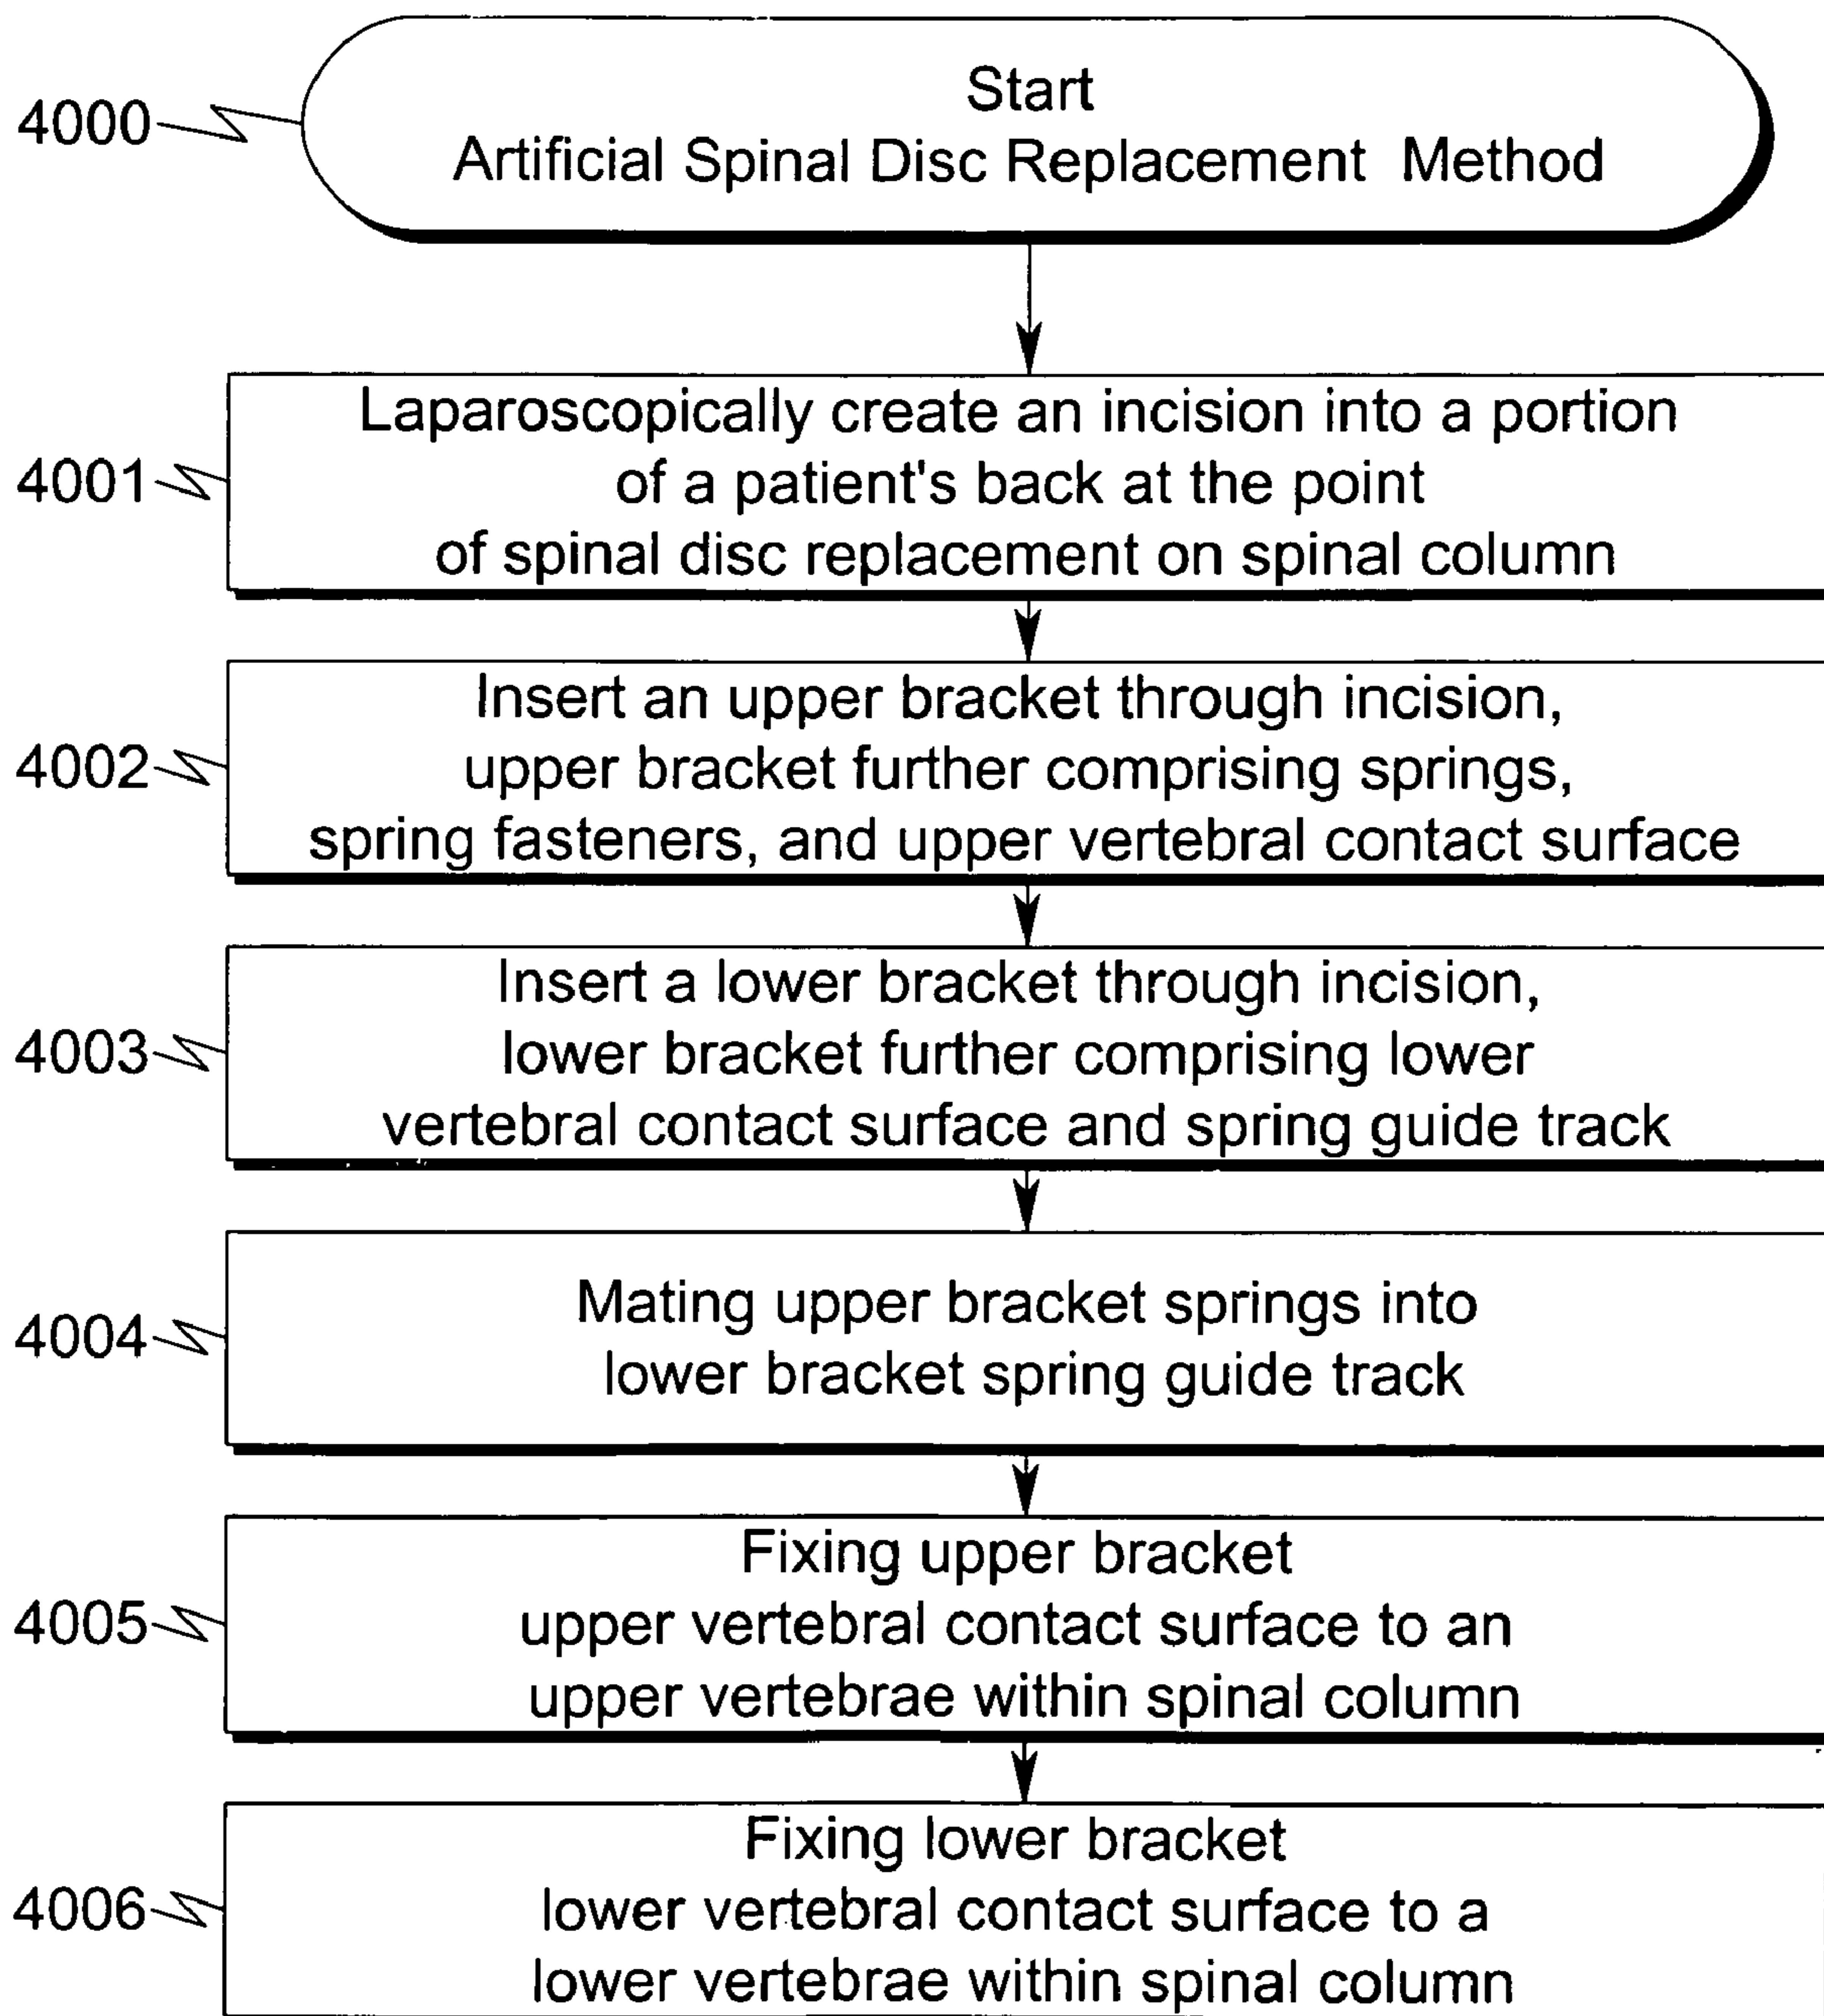 Start
4000
Artificial Spinal Disc Replacement Method
Laparoscopically create an incision into a portion
4001
of a patient's back at the point
of spinal disc replacement on spinal column
Insert an upper bracket through incision,
4002
upper bracket further comprising springs,
spring fasteners, and upper vertebral contact surface
Insert a lower bracket through incision,
4003
lower bracket further comprising lower
vertebral contact surface and spring guide track
Mating upper bracket springs into
4004
lower bracket spring guide track
Fixing upper bracket
4005
upper vertebral contact surface to an
upper vertebrae within spinal column
Fixing lower bracket
4006
lower vertebral contact surface to a
lower vertebrae within spinal column